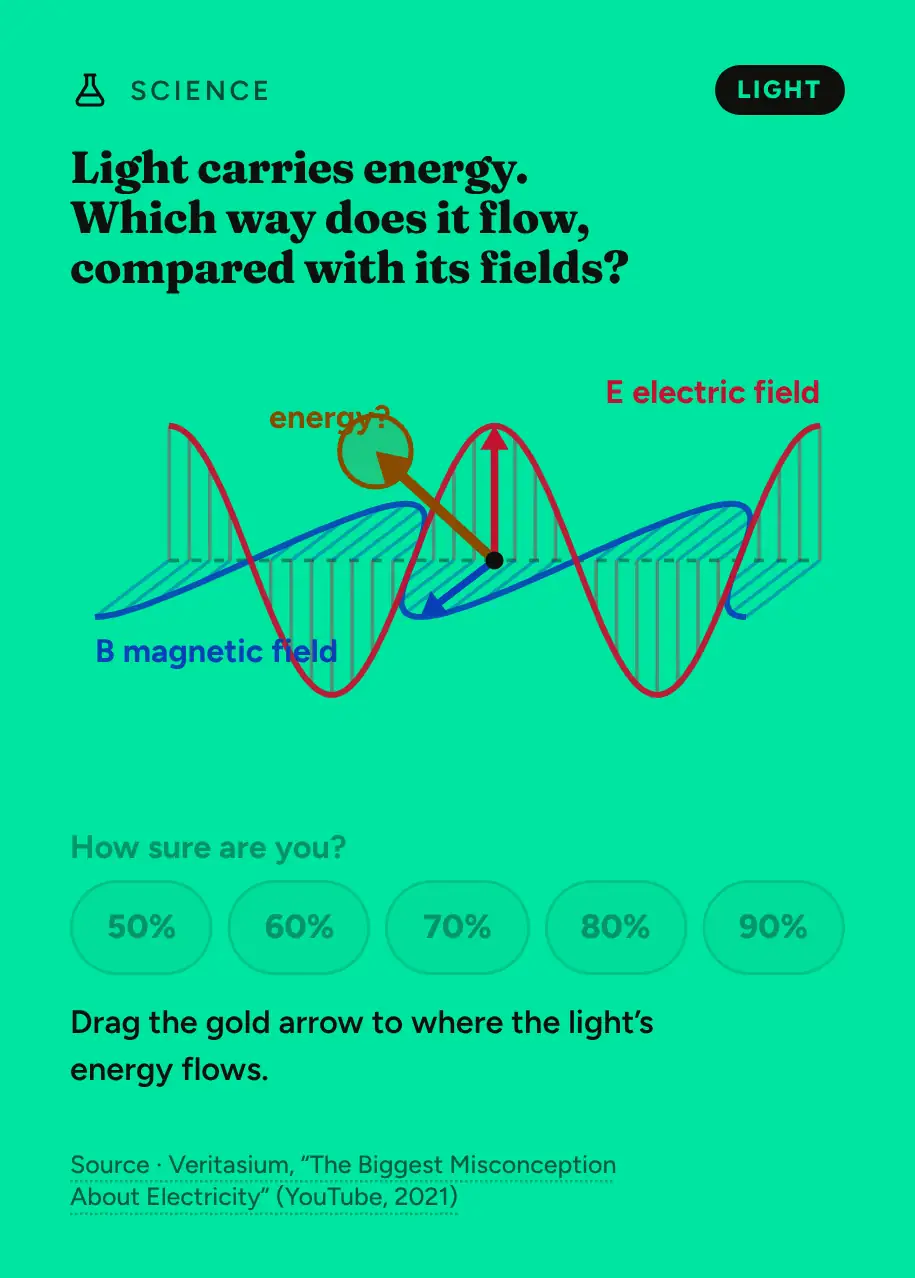 SCIENCE
LIGHT
Light carries energy.
Which way does it flow,
compared with its fields?
E electric field
energy?
B magnetic field
How sure are you?
50% 60% 70% 80% 90%
Drag the gold arrow to where the light’s
energy flows.
Source · Veritasium, “The Biggest Misconception
About Electricity” (YouTube, 2021)